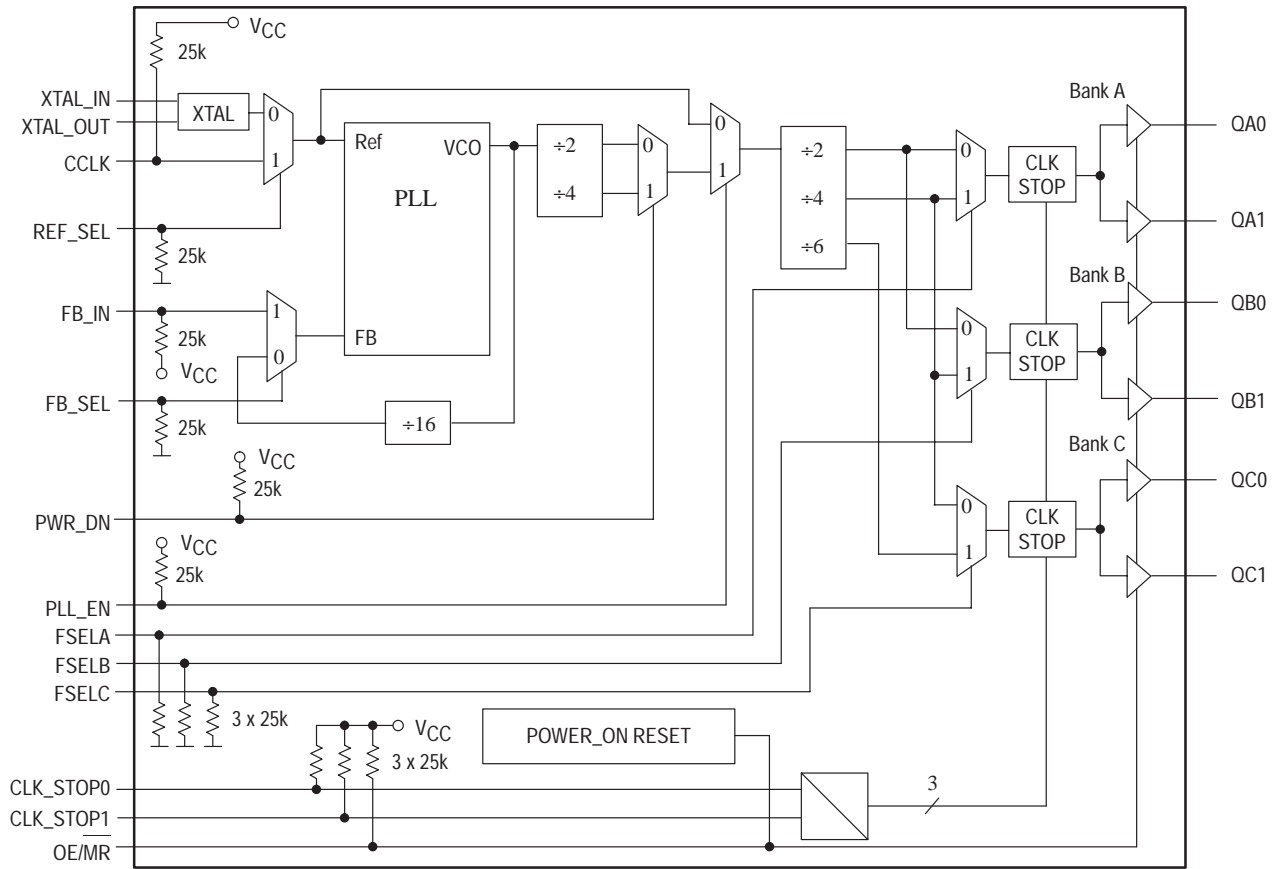 VCC
25k
XTAL_IN
XTAL_OUT
CCLK
XTAL
0
1
REF_SEL
25k
Ref
VCO
PLL
FB
÷2
÷4
0
1
0
1
÷2
÷4
÷6
0
1
CLK
STOP
Bank A
QA0
QA1
FB_IN
25k
VCC
1
0
FB_SEL
25k
÷16
0
1
CLK
STOP
Bank B
QB0
QB1
VCC
25k
PWR_DN
VCC
25k
PLL_EN
0
1
CLK
STOP
Bank C
QC0
QC1
FSELA
FSELB
FSELC
3 x 25k
VCC
3 x 25k
POWER_ON RESET
CLK_STOP0
CLK_STOP1
OE/MR
3